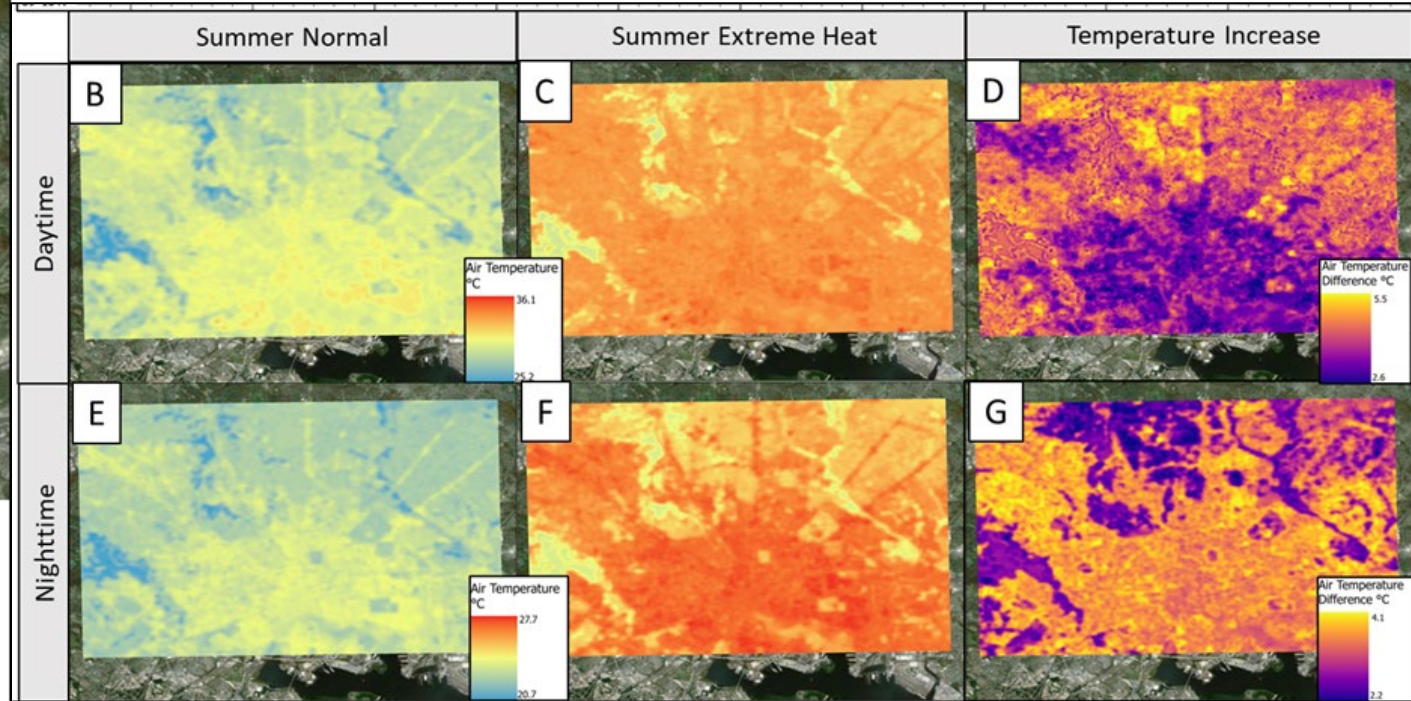 Summer Normal
Summer Extreme Heat
Temperature Increase
Daytime
B
C
D
Air Temperature
°C
36.1
25.2
Air Temperature
Difference °C
5.5
2.6
Nighttime
E
F
G
Air Temperature
°C
27.7
20.7
Air Temperature
Difference °C
4.1
2.2